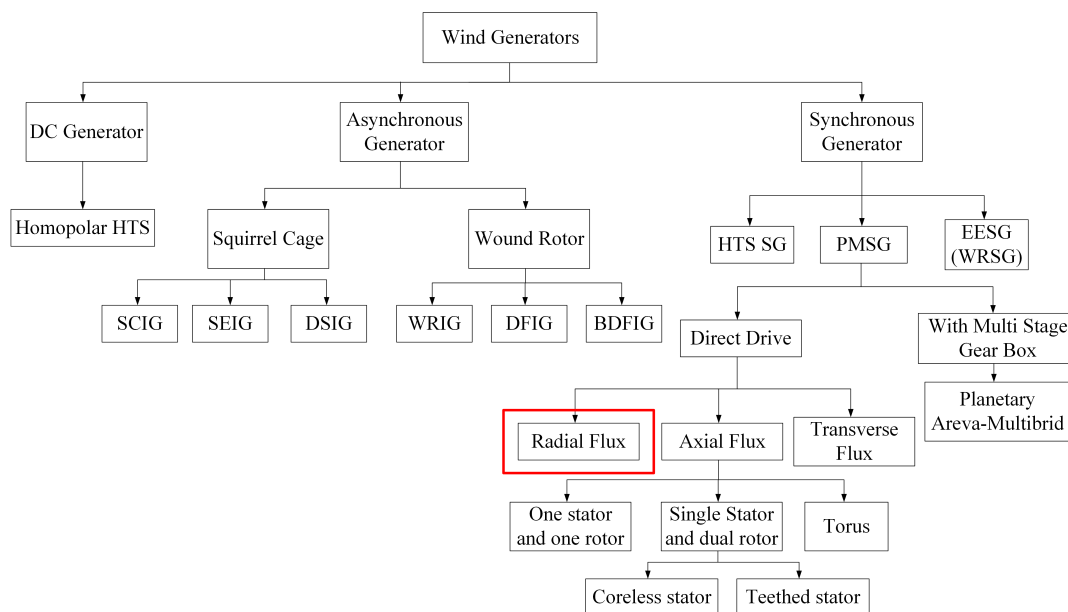 Wind Generators
DC Generator
Asynchronous
Generator
Synchronous
Generator
Homopolar HTS
Squirrel Cage
Wound Rotor
HTS SG
PMSG
EESG
(WRSG)
SCIG
SEIG
DSIG
WRIG
DFIG
BDFIG
Direct Drive
With Multi Stage
Gear Box
Planetary
Areva-Multibrid
Radial Flux
Axial Flux
Transverse
Flux
One stator
and one rotor
Single Stator
and dual rotor
Torus
Coreless stator
Teethed stator